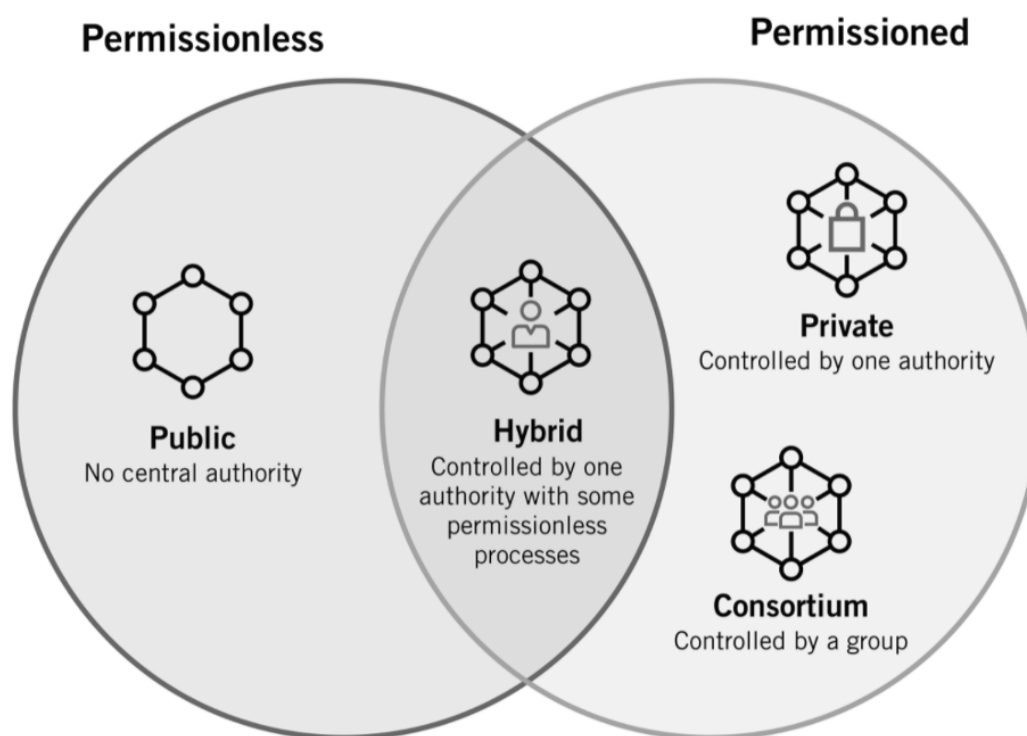 Permissionless
Permissioned
Public
No central authority
Hybrid
Controlled by one
authority with some
permissionless
processes
Private
Controlled by one authority
Consortium
Controlled by a group